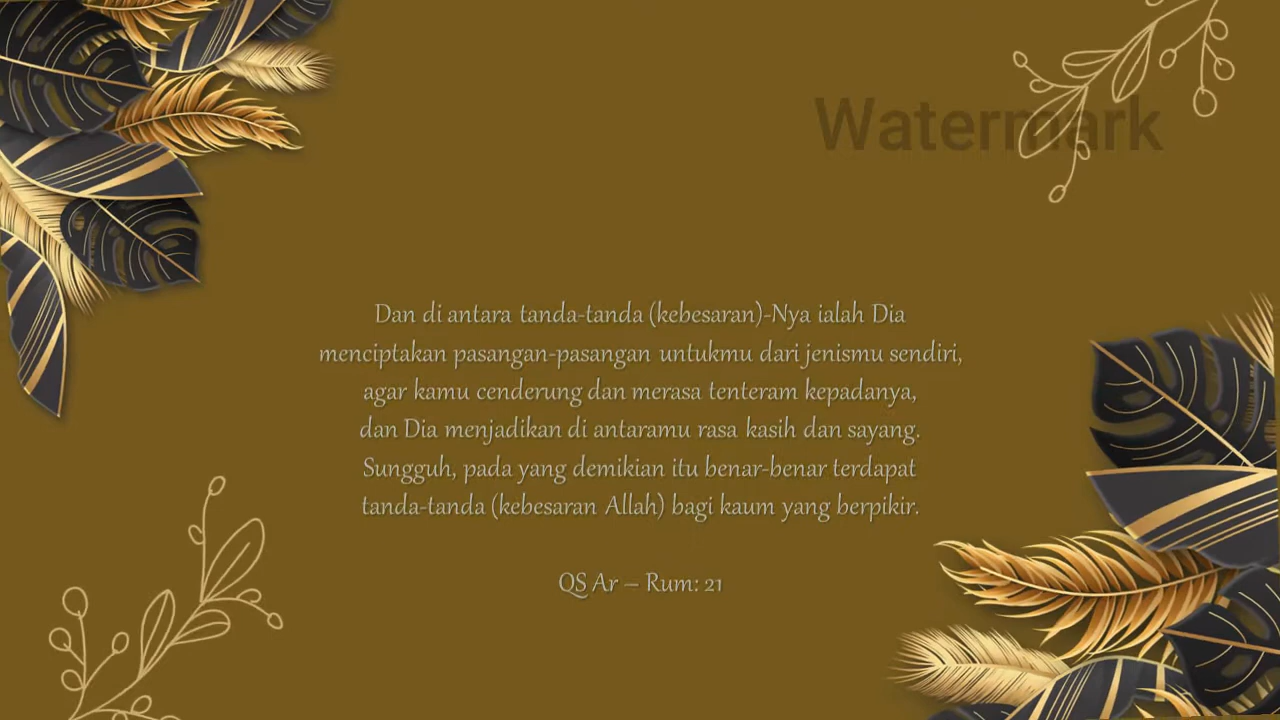 Watermark
Dan di antara tanda-tanda (kebesaran)-Nya ialah Dia
menciptakan pasangan-pasangan untukmu dari jenismu sendiri,
agar kamu cenderung dan merasa tenteram kepadanya,
dan Dia menjadikan di antaramu rasa kasih dan sayang.
Sungguh, pada yang demikian itu benar-benar terdapat
tanda-tanda (kebesaran Allah) bagi kaum yang berpikir.
QS Ar – Rum: 21